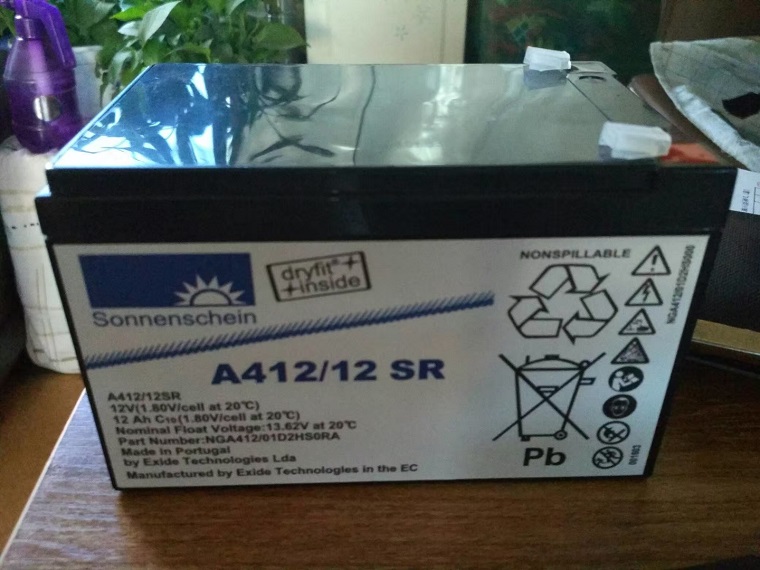 Sonnenschein
dryfit®
inside
NONSPILLABLE
A412/12 SR
A412/12SR
12V(1.80V/cell at 20℃)
12 Ah C₁₀(1.80V/cell at 20℃)
Nominal Float Voltage:13.62V at 20℃
Part Number:NGA412/01D2HS0RA
Made in Portugal
by Exide Technologies Lda
Manufactured by Exide Technologies in the EC
Pb